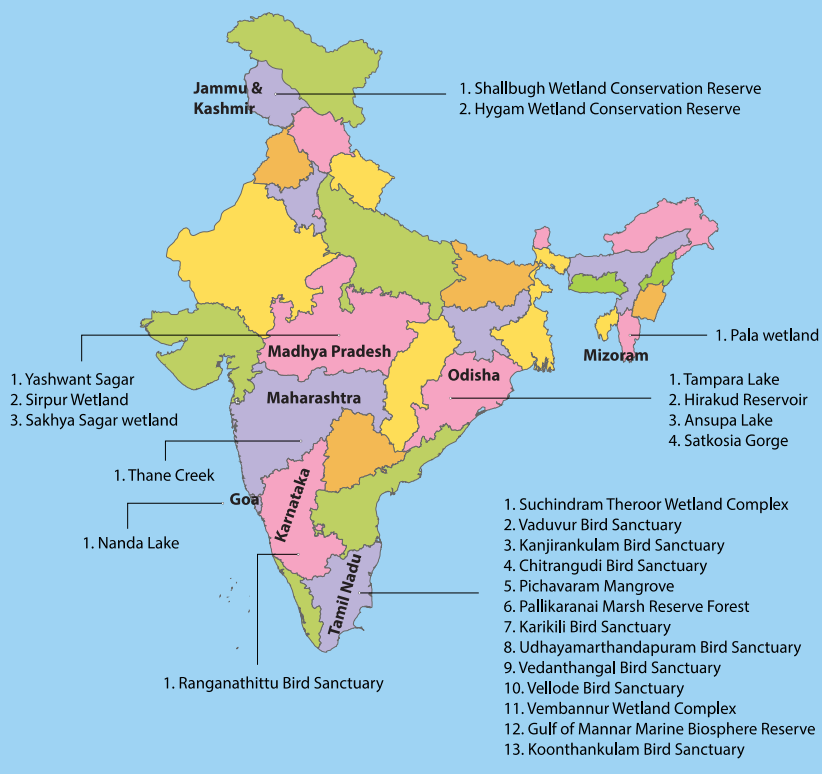 Jammu &
Kashmir
1. Shallbugh Wetland Conservation Reserve
2. Hygam Wetland Conservation Reserve
Madhya Pradesh
1. Yashwant Sagar
2. Sirpur Wetland
3. Sakhya Sagar wetland
Mizoram
1. Pala wetland
Odisha
1. Tampara Lake
2. Hirakud Reservoir
3. Ansupa Lake
4. Satkosia Gorge
Maharashtra
1. Thane Creek
Goa
1. Nanda Lake
Karnataka
1. Ranganathittu Bird Sanctuary
Tamil Nadu
1. Suchindram Theroor Wetland Complex
2. Vaduvur Bird Sanctuary
3. Kanjirankulam Bird Sanctuary
4. Chitrangudi Bird Sanctuary
5. Pichavaram Mangrove
6. Pallikaranai Marsh Reserve Forest
7. Karikili Bird Sanctuary
8. Udhayamarthandapuram Bird Sanctuary
9. Vedanthangal Bird Sanctuary
10. Vellode Bird Sanctuary
11. Vembannur Wetland Complex
12. Gulf of Mannar Marine Biosphere Reserve
13. Koonthankulam Bird Sanctuary